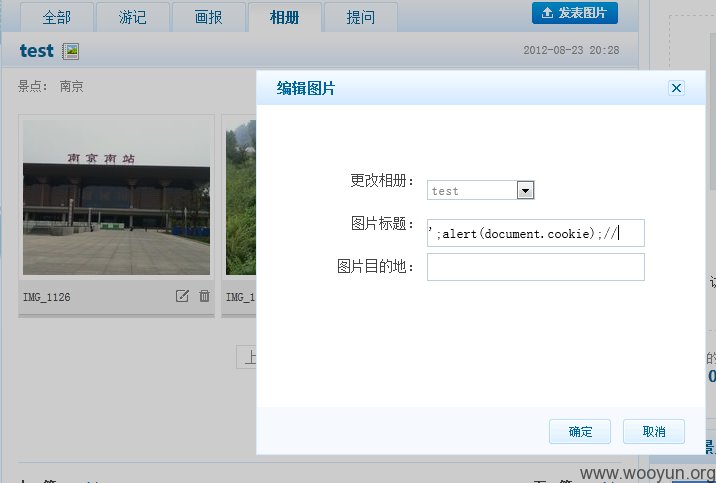 全部 游记 画报 相册 提问 发表图片
test 2012-08-23 20:28
景点： 南京
编辑图片
南京南站
更改相册： test
图片标题： ';alert(document.cookie);//
图片目的地：
IMG_1126 IMG_1
上
确定 取消
www.wooyun.org